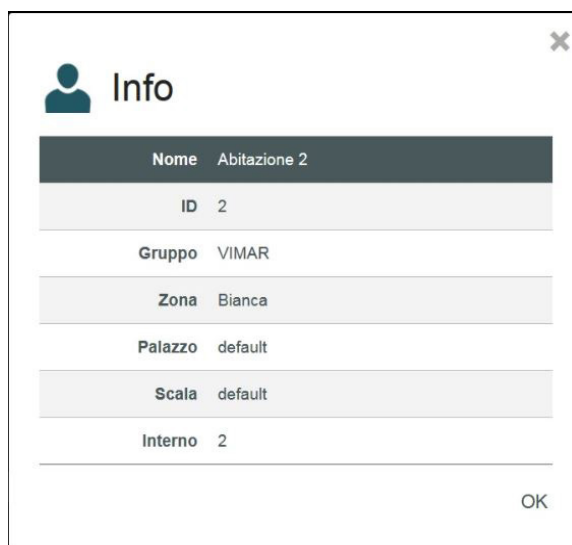 Info
Nome Abitazione 2
ID 2
Gruppo VIMAR
Zona Bianca
Palazzo default
Scala default
Interno 2
OK